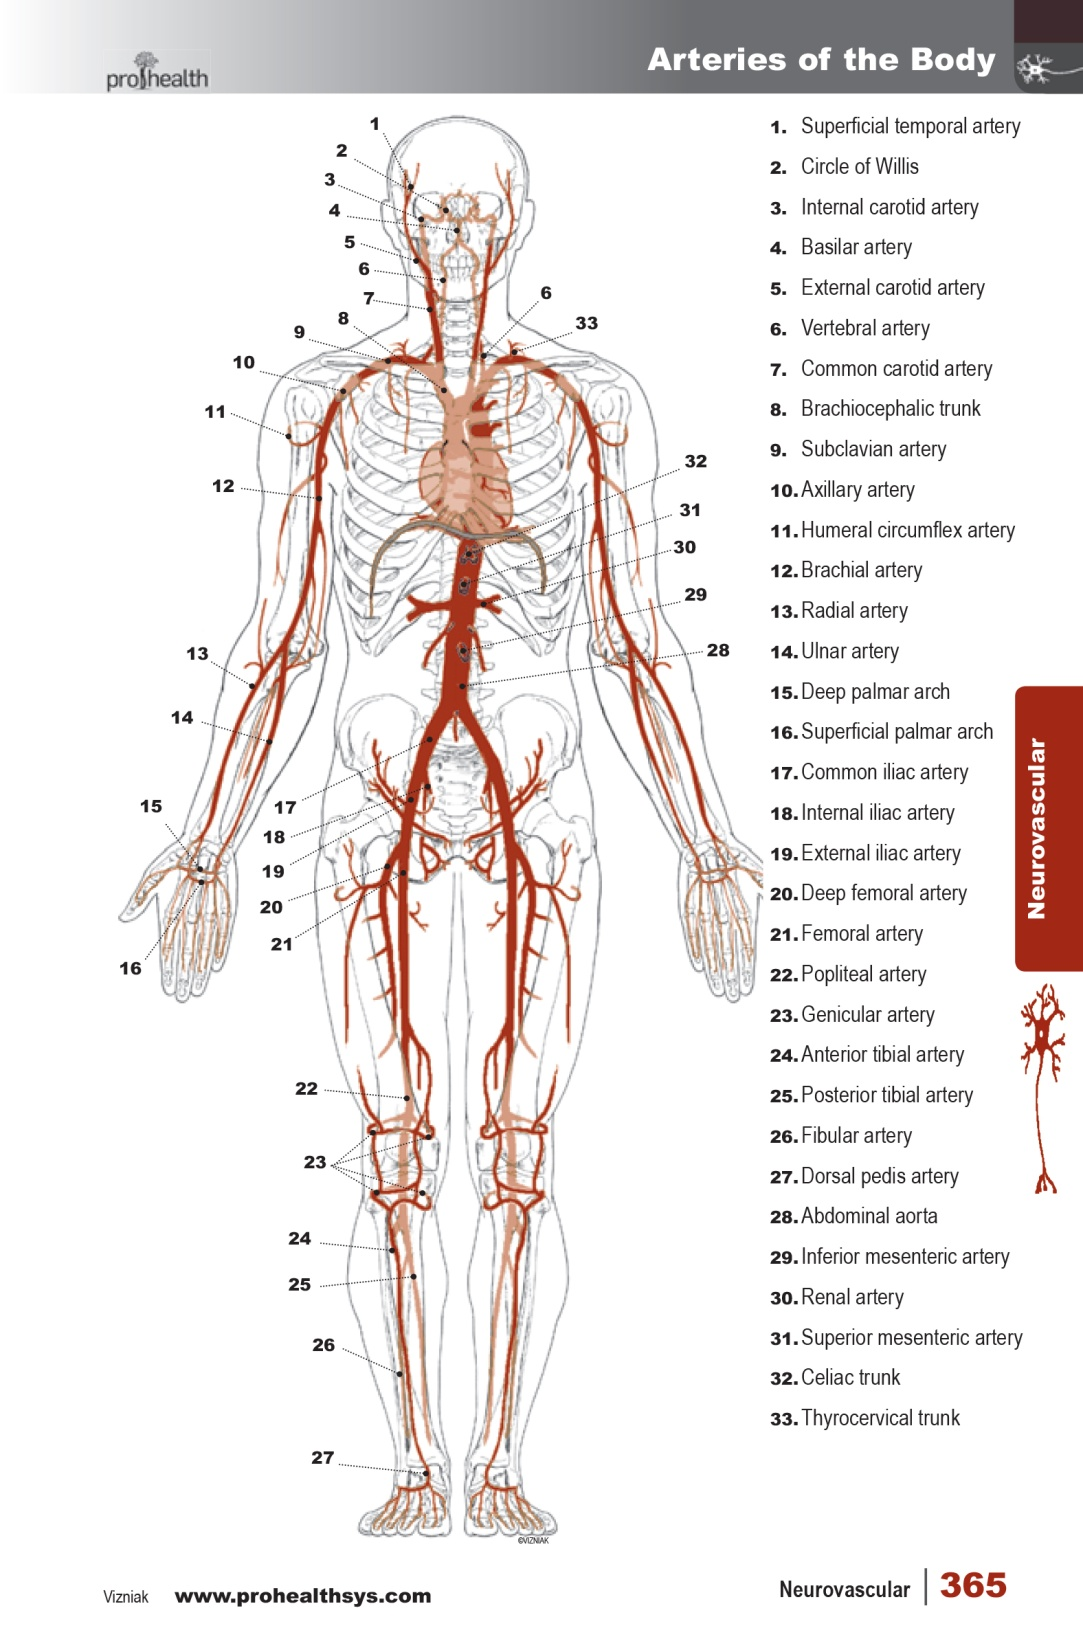 Arteries of the Body
prohealth
1. Superficial temporal artery
2. Circle of Willis
3. Internal carotid artery
4. Basilar artery
5. External carotid artery
6. Vertebral artery
7. Common carotid artery
8. Brachiocephalic trunk
9. Subclavian artery
10. Axillary artery
11. Humeral circumflex artery
12. Brachial artery
13. Radial artery
14. Ulnar artery
15. Deep palmar arch
16. Superficial palmar arch
17. Common iliac artery
18. Internal iliac artery
19. External iliac artery
20. Deep femoral artery
21. Femoral artery
22. Popliteal artery
23. Genicular artery
24. Anterior tibial artery
25. Posterior tibial artery
26. Fibular artery
27. Dorsal pedis artery
28. Abdominal aorta
29. Inferior mesenteric artery
30. Renal artery
31. Superior mesenteric artery
32. Celiac trunk
33. Thyrocervical trunk
1
2
3
4
5
6
7
8
9
10
11
12
13
14
15
16
17
18
19
20
21
22
23
24
25
26
27
6
33
32
31
30
29
28
Neurovascular
©VIZNIAK
Vizniak www.prohealthsys.com
Neurovascular | 365